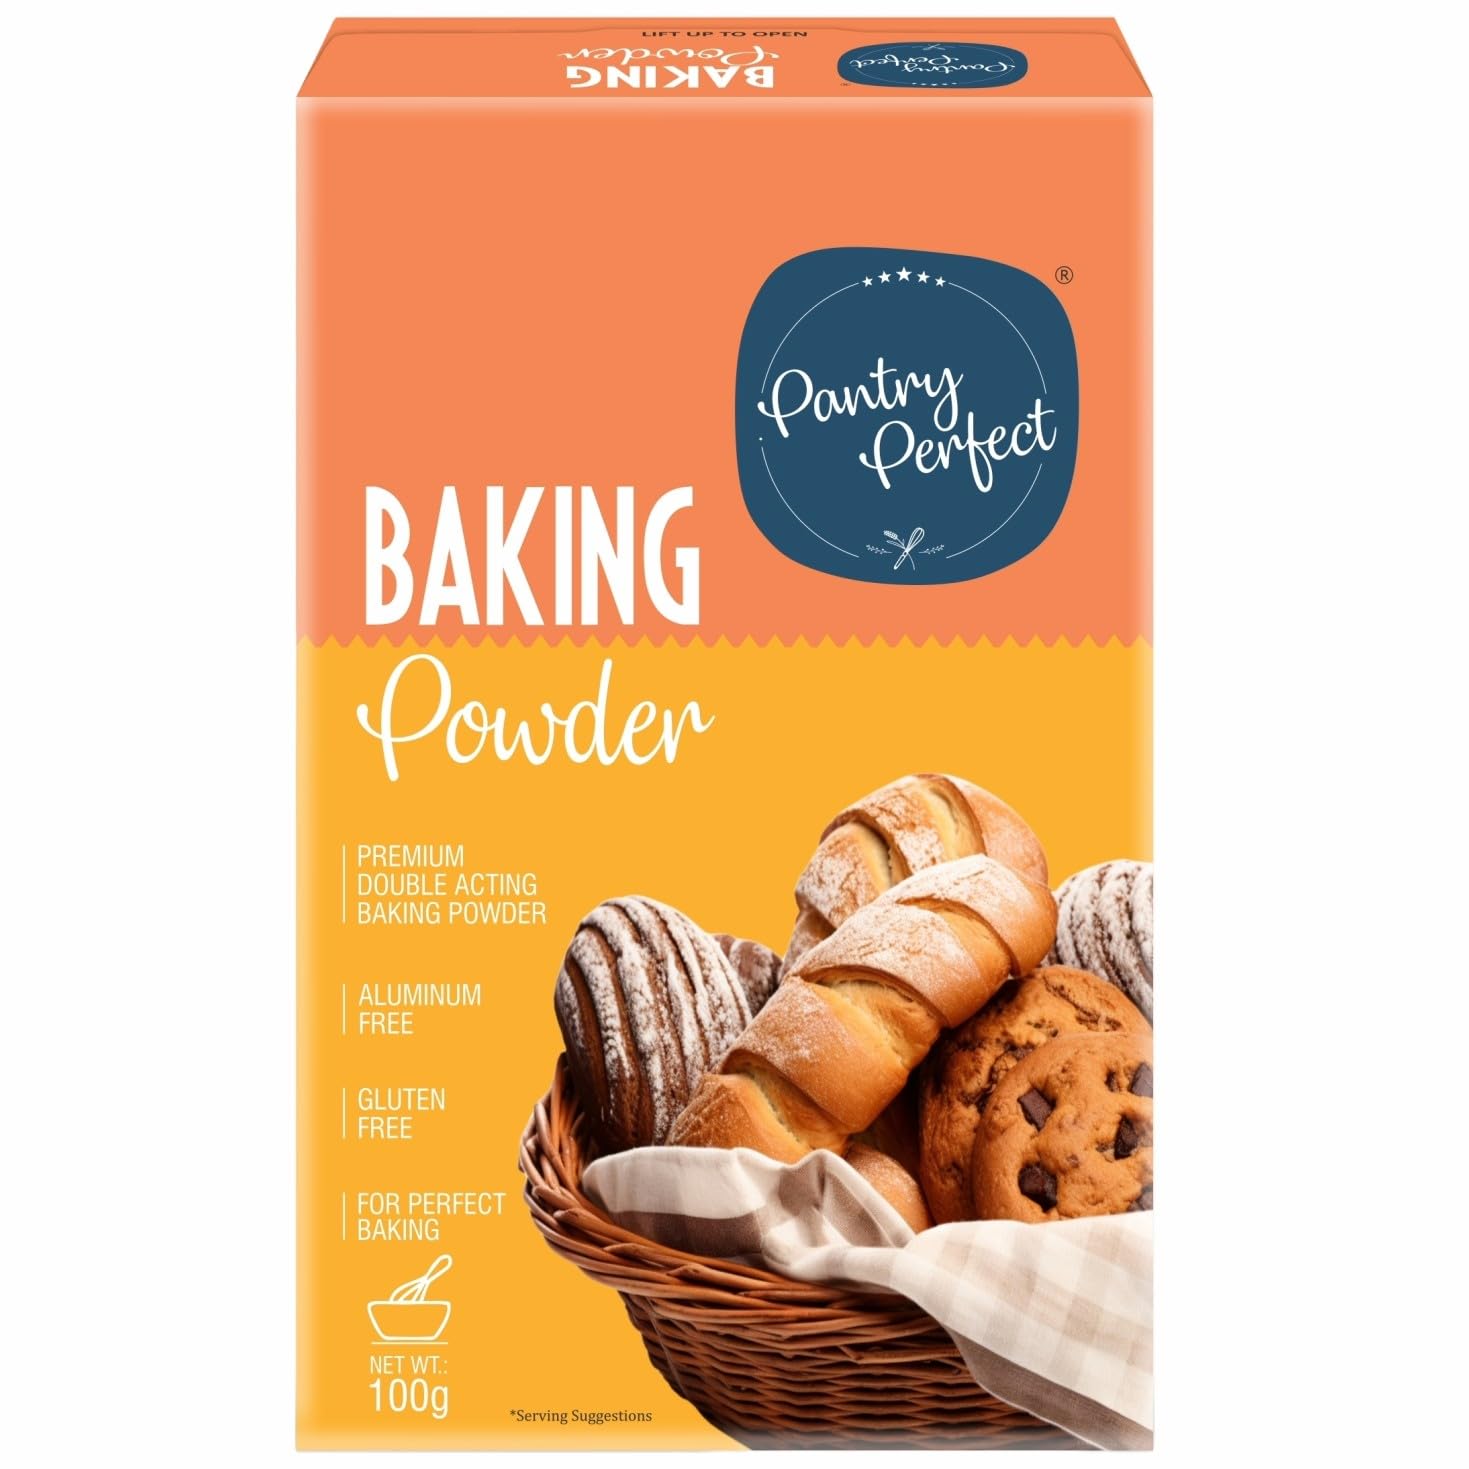 LIFT UP TO OPEN
BAKING
Powder
Pantry
Perfect
®
Pantry
Perfect
®
BAKING
Powder
PREMIUM
DOUBLE ACTING
BAKING POWDER
ALUMINUM
FREE
GLUTEN
FREE
FOR PERFECT
BAKING
NET WT.:
100g
*Serving Suggestions